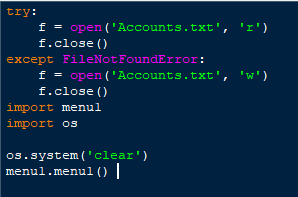 try:
    f = open('Accounts.txt', 'r')
    f.close()
except FileNotFoundError:
    f = open('Accounts.txt', 'w')
    f.close()
import menu1
import os
os.system('clear')
menu1.menu1()